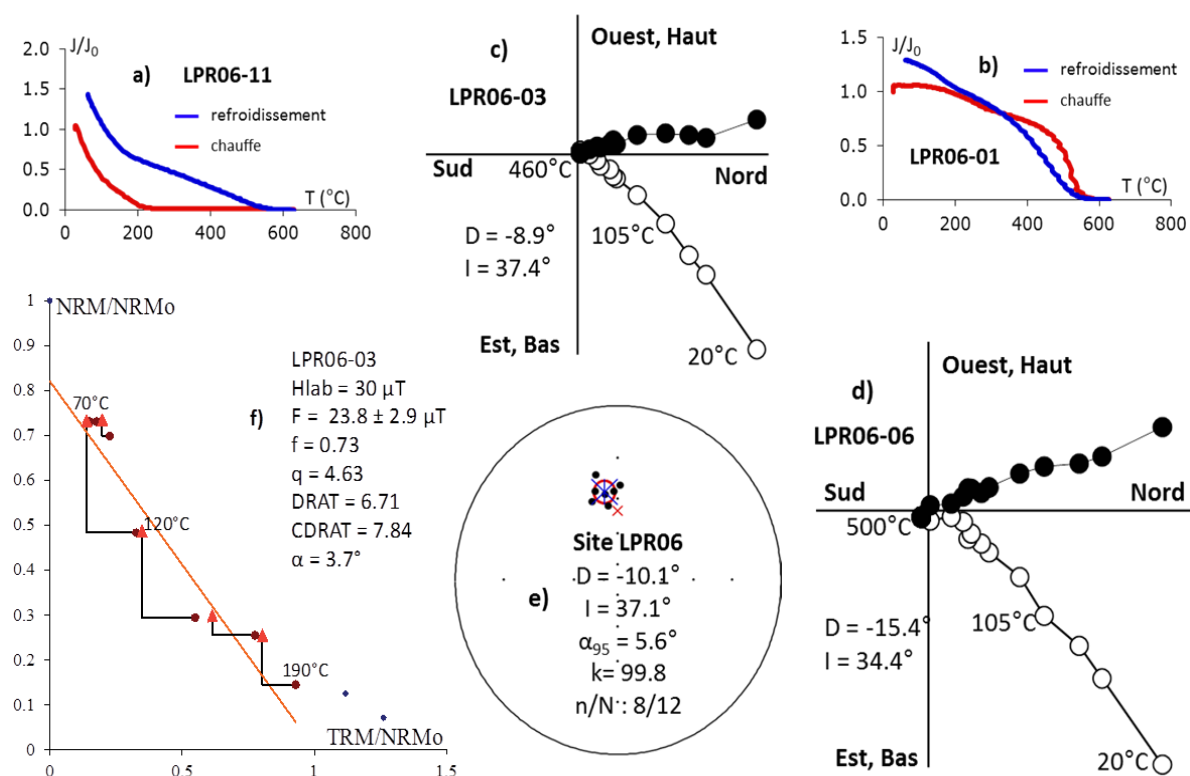 a)
J/J₀
LPR06-11
refroidissement
chauffe
2.0
1.5
1.0
0.5
0.0
T (°C)
0
200
400
600
800
c)
Ouest, Haut
LPR06-03
Sud
460°C
Nord
D = -8.9°
I = 37.4°
105°C
Est, Bas
20°C
b)
J/J₀
refroidissement
chauffe
LPR06-01
1.5
1.0
0.5
0.0
T (°C)
0
200
400
600
800
f)
NRM/NRMo
1
0.9
0.8
0.7
0.6
0.5
0.4
0.3
0.2
0.1
0
70°C
120°C
190°C
LPR06-03
Hlab = 30 µT
F = 23.8 ± 2.9 µT
f = 0.73
q = 4.63
DRAT = 6.71
CDRAT = 7.84
α = 3.7°
TRM/NRMo
0
0.5
1
1.5
e)
Site LPR06
D = -10.1°
I = 37.1°
α₉₅ = 5.6°
k= 99.8
n/N : 8/12
d)
Ouest, Haut
LPR06-06
Sud
Nord
500°C
105°C
D = -15.4°
I = 34.4°
Est, Bas
20°C